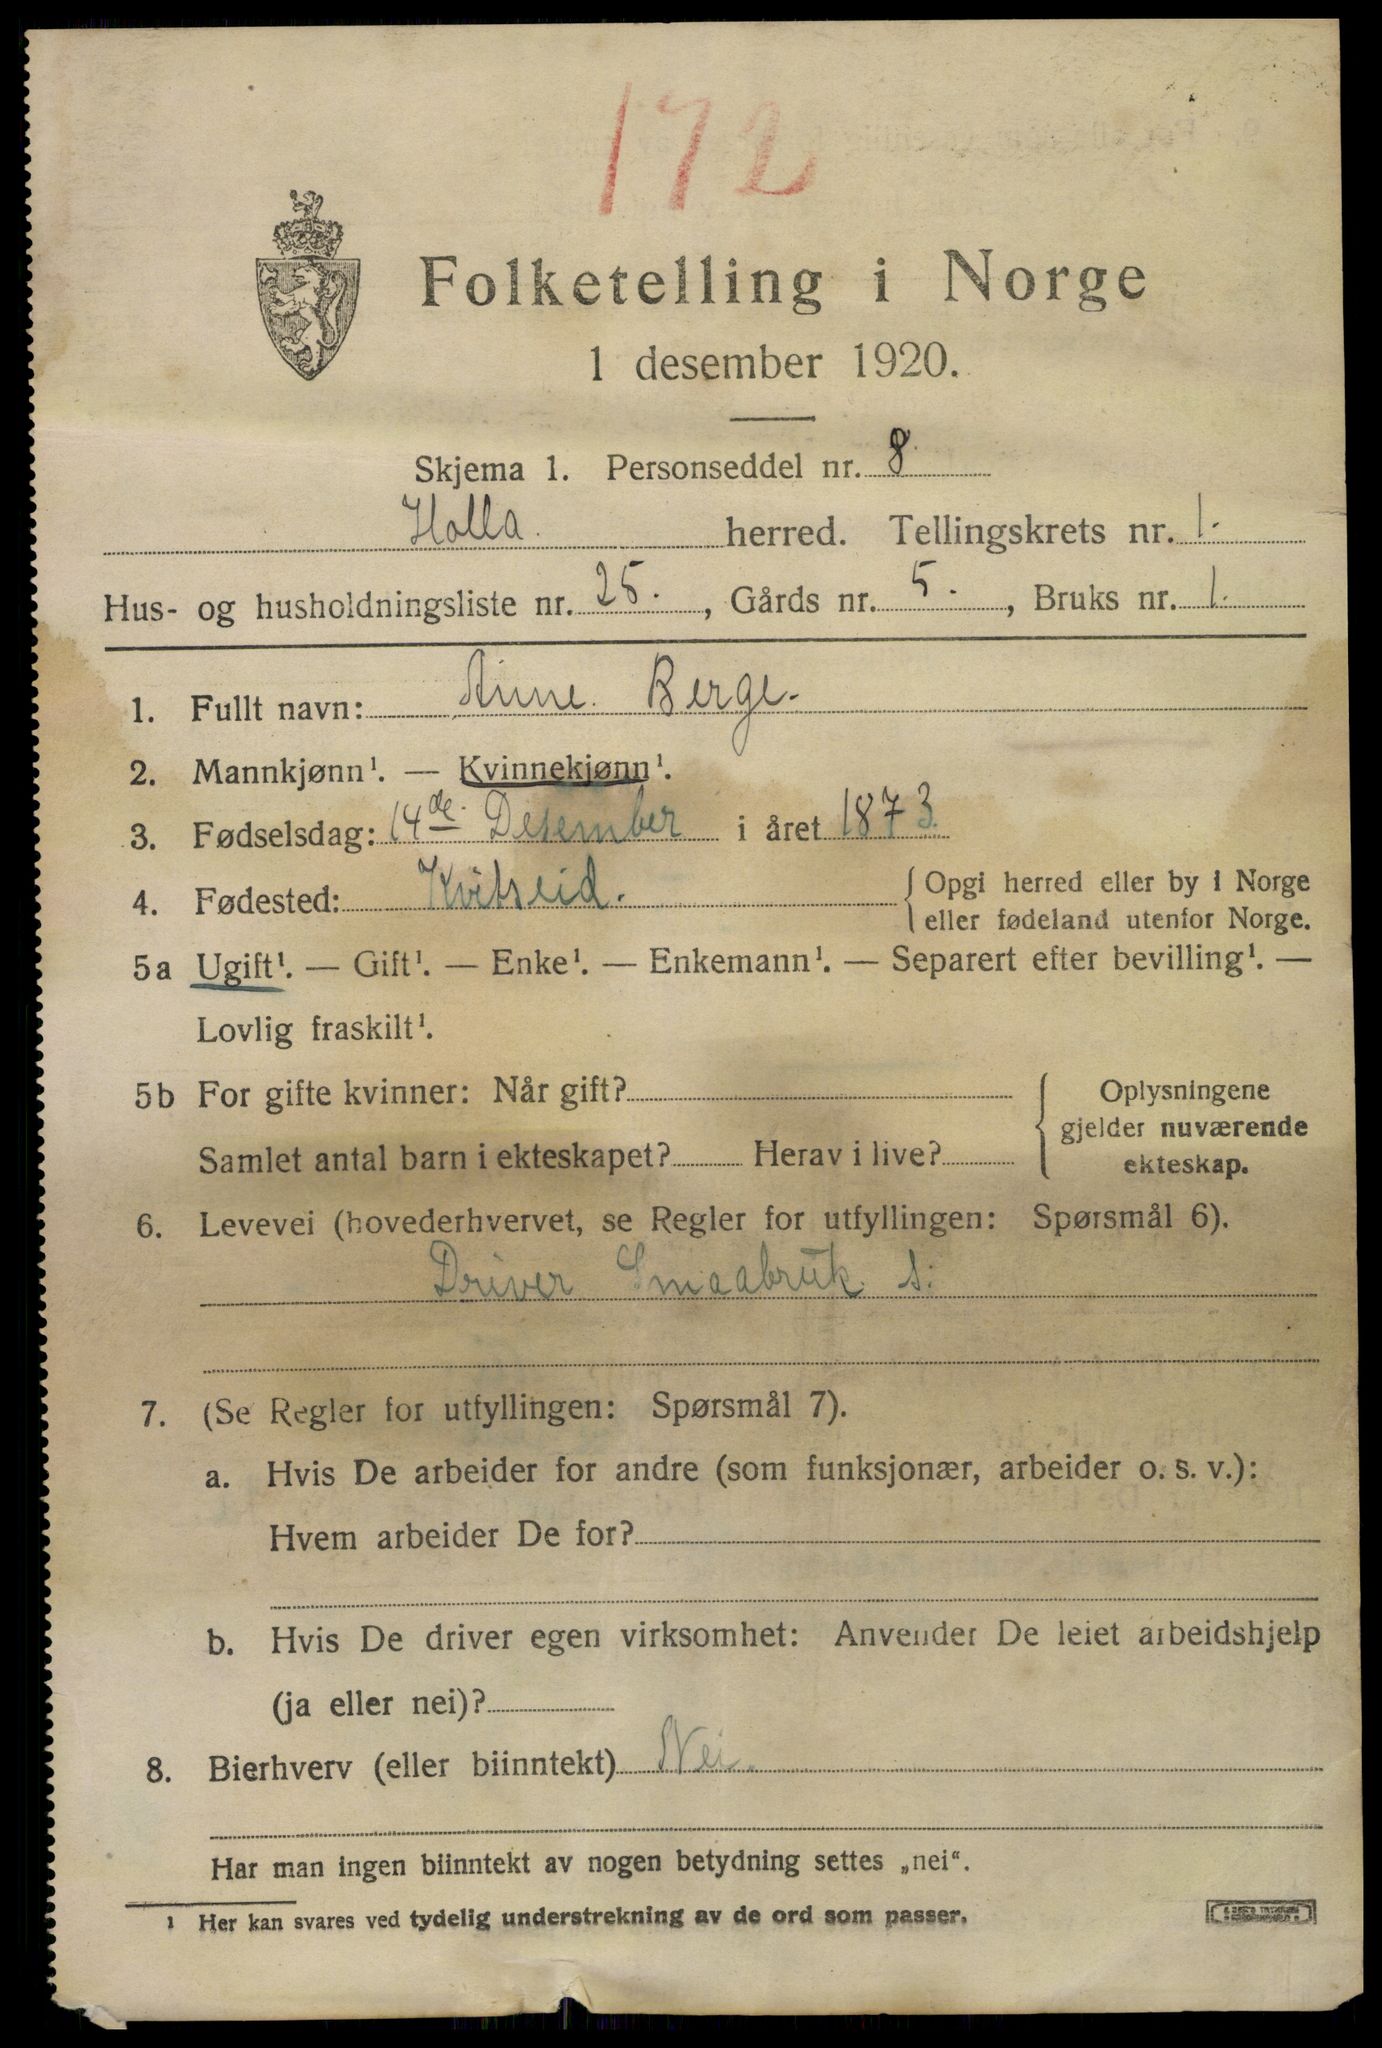 172
Folketelling i Norge
1 desember 1920.
Skjema 1. Personseddel nr. 8
Holla. herred. Tellingskrets nr. 1.
Hus- og husholdningsliste nr. 25. , Gårds nr. 5. , Bruks nr. 1.
1. Fullt navn: Anne. Berge.
2. Mannkjønn¹. — Kvinnekjønn¹.
3. Fødselsdag: 14de. Desember i året 1873.
4. Fødested: Kvitseid. { Opgi herred eller by i Norge
eller fødeland utenfor Norge.
5a Ugift¹. — Gift¹. — Enke¹. — Enkemann¹. — Separert efter bevilling¹. —
Lovlig fraskilt¹.
5b For gifte kvinner: Når gift? { Oplysningene
gjelder nuværende
Samlet antal barn i ekteskapet? Herav i live? ekteskap.
6. Levevei (hovederhvervet, se Regler for utfyllingen: Spørsmål 6).
Driver Smaabruk. s:
7. (Se Regler for utfyllingen: Spørsmål 7).
a. Hvis De arbeider for andre (som funksjonær, arbeider o. s. v.):
Hvem arbeider De for?
b. Hvis De driver egen virksomhet: Anvender De leiet arbeidshjelp
(ja eller nei)?
8. Bierhverv (eller biinntekt) Nei.
Har man ingen biinntekt av nogen betydning settes „nei“.
¹ Her kan svares ved tydelig understrekning av de ord som passer.